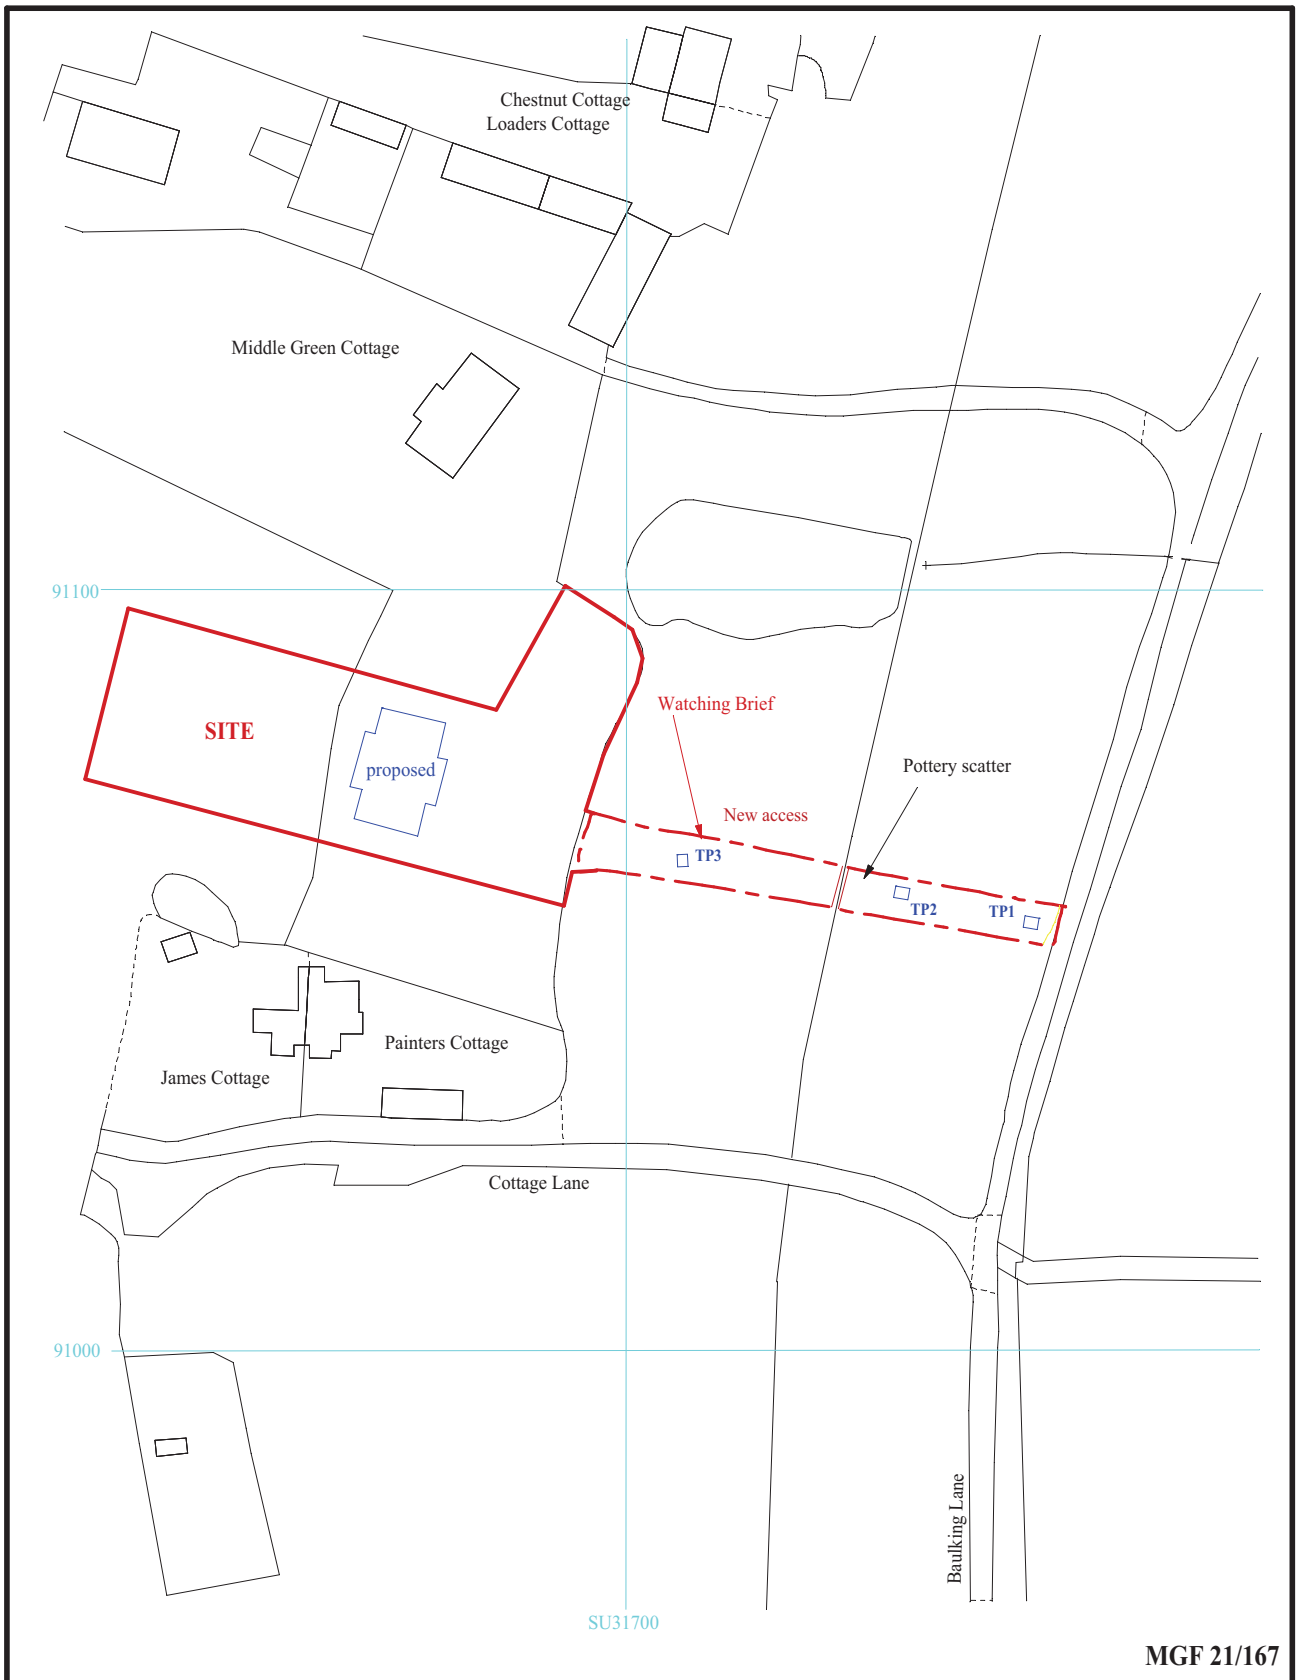 Chestnut Cottage
Loaders Cottage
Middle Green Cottage
91100
SITE
proposed
Watching Brief
Pottery scatter
New access
TP3
TP2
TP1
Painters Cottage
James Cottage
Cottage Lane
91000
Baulking Lane
SU31700
MGF 21/167